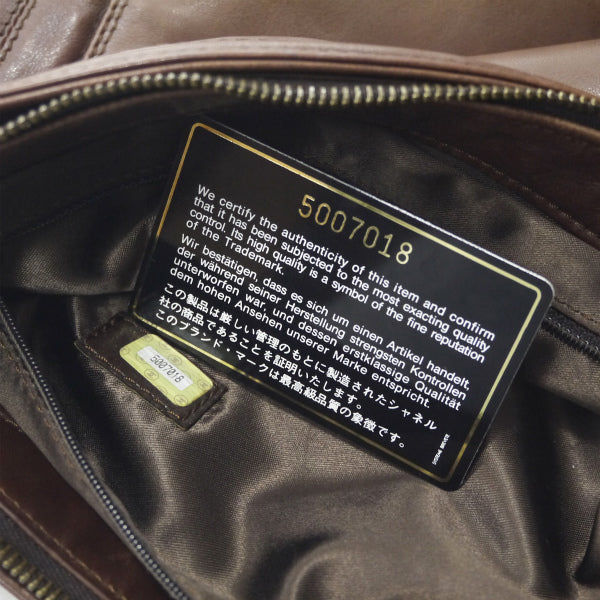 5007018
We certify the authenticity of this item and confirm
that it has been subjected to the most exacting quality
control. Its high quality is a symbol of the fine reputation
of the Trademark.
Wir bestätigen, dass es sich um einen Artikel handelt,
der während seiner Herstellung strengsten Kontrollen
unterworfen war, und dessen erstklassige Qualität
dem hohen Ansehen unserer Marke entspricht.
この製品は厳しい管理のもとに製造されたシャネル
社の商品であることを証明いたします。
このブランド・マークは最高級品質の象徴です。
5007018